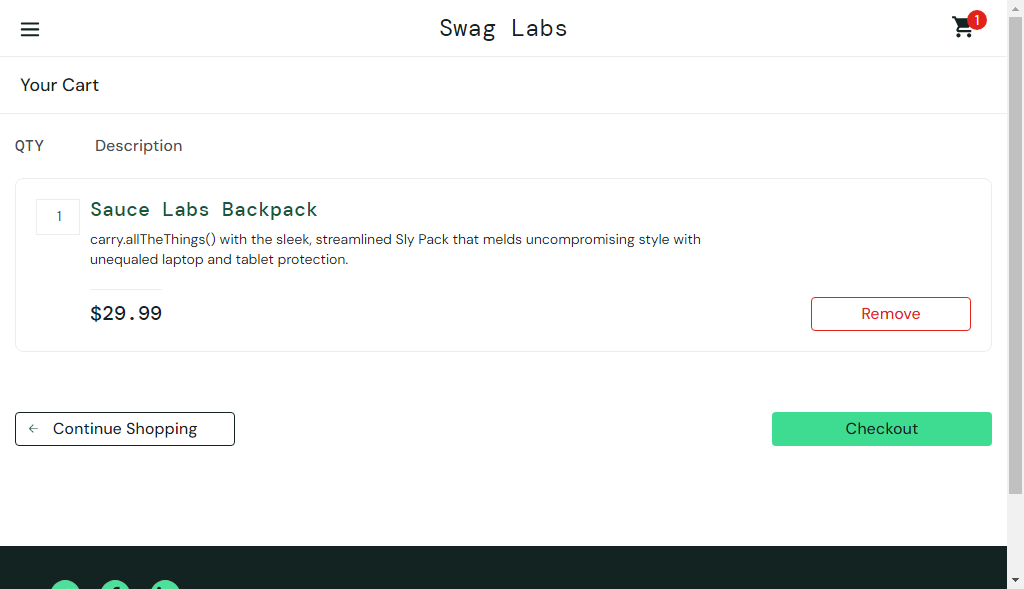 Swag Labs
1
Your Cart
QTY Description
1
Sauce Labs Backpack
carry.allTheThings() with the sleek, streamlined Sly Pack that melds uncompromising style with
unequaled laptop and tablet protection.
$29.99
Remove
Continue Shopping
Checkout